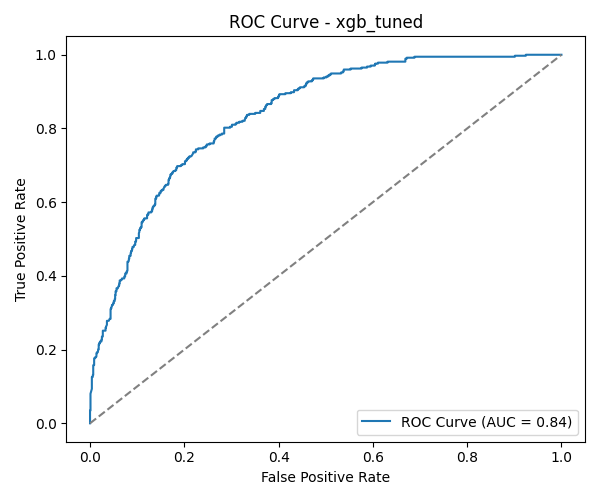 ROC Curve - xgb_tuned
True Positive Rate
1.0
0.8
0.6
0.4
0.2
0.0
ROC Curve (AUC = 0.84)
0.0 0.2 0.4 0.6 0.8 1.0
False Positive Rate